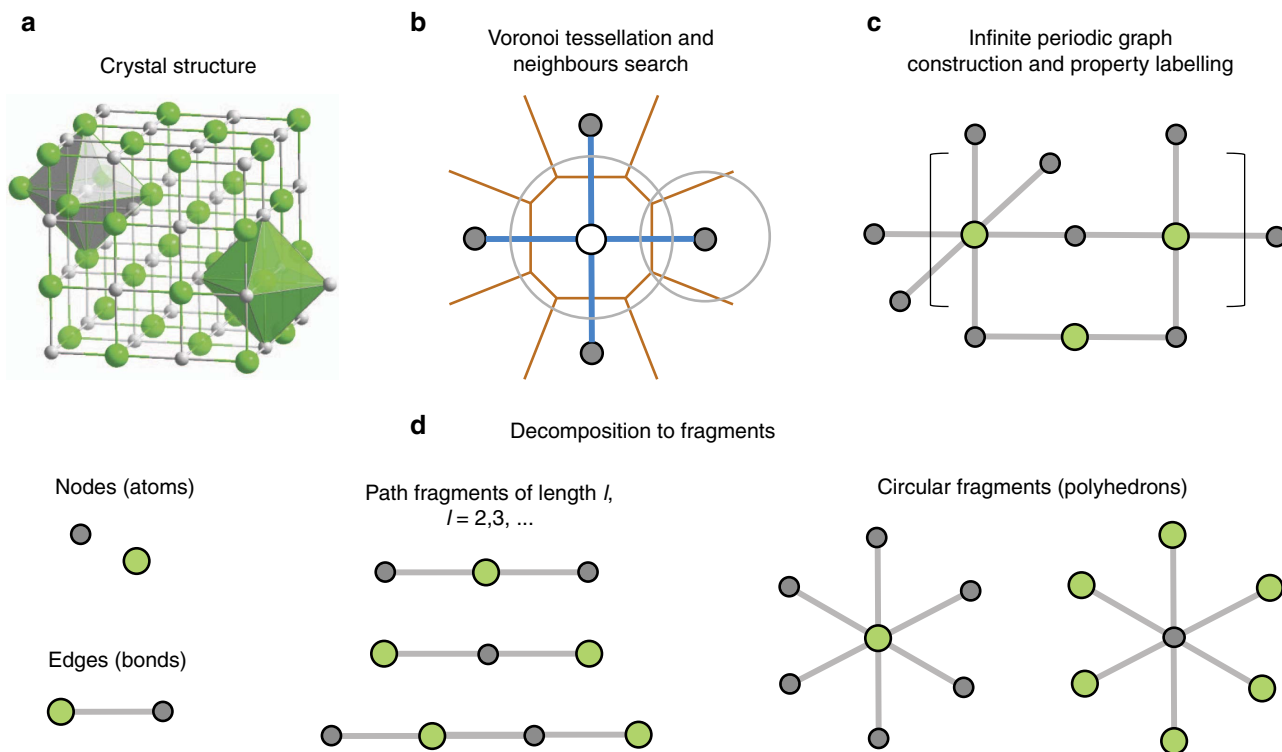 a
Crystal structure
b
Voronoi tessellation and
neighbours search
c
Infinite periodic graph
construction and property labelling
d
Decomposition to fragments
Nodes (atoms)
Edges (bonds)
Path fragments of length l,
l = 2,3, ...
Circular fragments (polyhedrons)